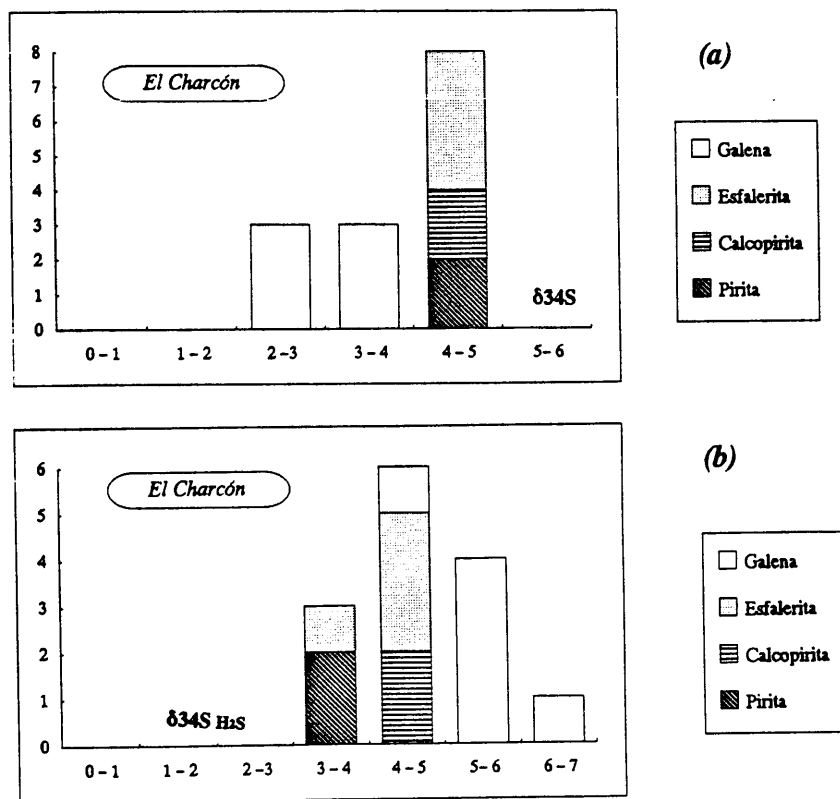 (a)
El Charcón
8
7
6
5
4
3
2
1
0
0-1 1-2 2-3 3-4 4-5 5-6
δ34S
Galena
Esfalerita
Calcopirita
Pirita
(b)
El Charcón
6
5
4
3
2
1
0
δ34S H2S
0-1 1-2 2-3 3-4 4-5 5-6 6-7
Galena
Esfalerita
Calcopirita
Pirita